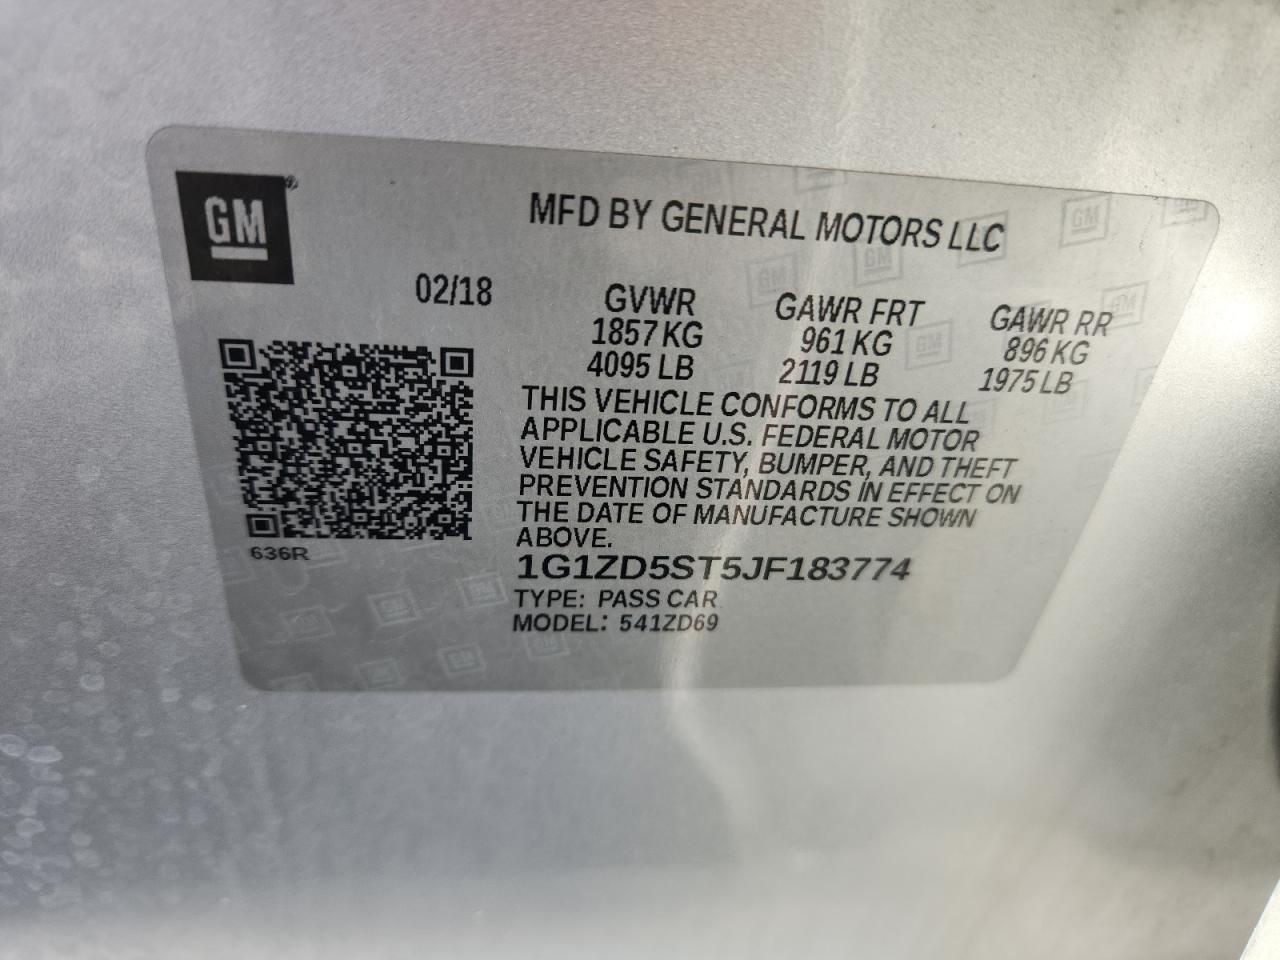 GM
MFD BY GENERAL MOTORS LLC
02/18
GVWR GAWR FRT GAWR RR
1857 KG 961 KG 896 KG
4095 LB 2119 LB 1975 LB
THIS VEHICLE CONFORMS TO ALL
APPLICABLE U.S. FEDERAL MOTOR
VEHICLE SAFETY, BUMPER, AND THEFT
PREVENTION STANDARDS IN EFFECT ON
THE DATE OF MANUFACTURE SHOWN
ABOVE.
636R
1G1ZD5ST5JF183774
TYPE: PASS CAR
MODEL: 541ZD69